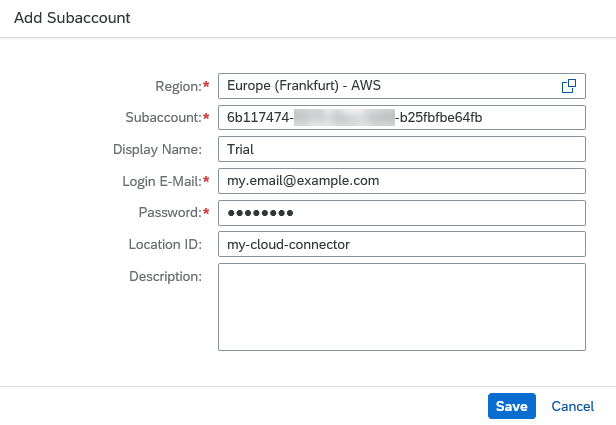 Add Subaccount
Region:* Europe (Frankfurt) - AWS
Subaccount:* 6b117474- -b25fbfbe64fb
Display Name: Trial
Login E-Mail:* my.email@example.com
Password:* ●●●●●●●●
Location ID: my-cloud-connector
Description:
Save Cancel